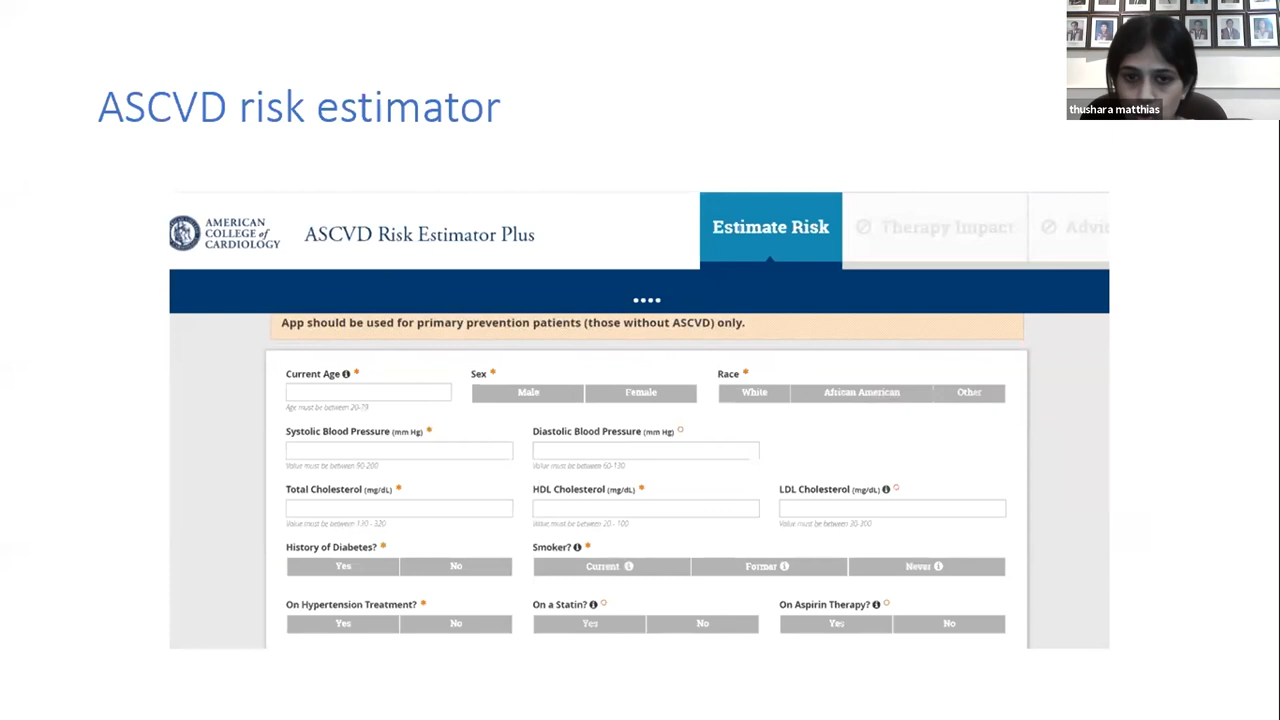 ASCVD risk estimator
thushara matthias
AMERICAN
COLLEGE of
CARDIOLOGY
ASCVD Risk Estimator Plus
Estimate Risk
Therapy Impact
Advic
App should be used for primary prevention patients (those without ASCVD) only.
Current Age * Sex * Race *
Male Female White African American Other
Age must be between 20-79
Systolic Blood Pressure (mm Hg) * Diastolic Blood Pressure (mm Hg)
Value must be between 90-200 Value must be between 60-130
Total Cholesterol (mg/dL) * HDL Cholesterol (mg/dL) * LDL Cholesterol (mg/dL)
Value must be between 130 - 320 Value must be between 20 - 100 Value must be between 30-300
History of Diabetes? * Smoker? *
Yes No Current Former Never
On Hypertension Treatment? * On a Statin? On Aspirin Therapy?
Yes No Yes No Yes No